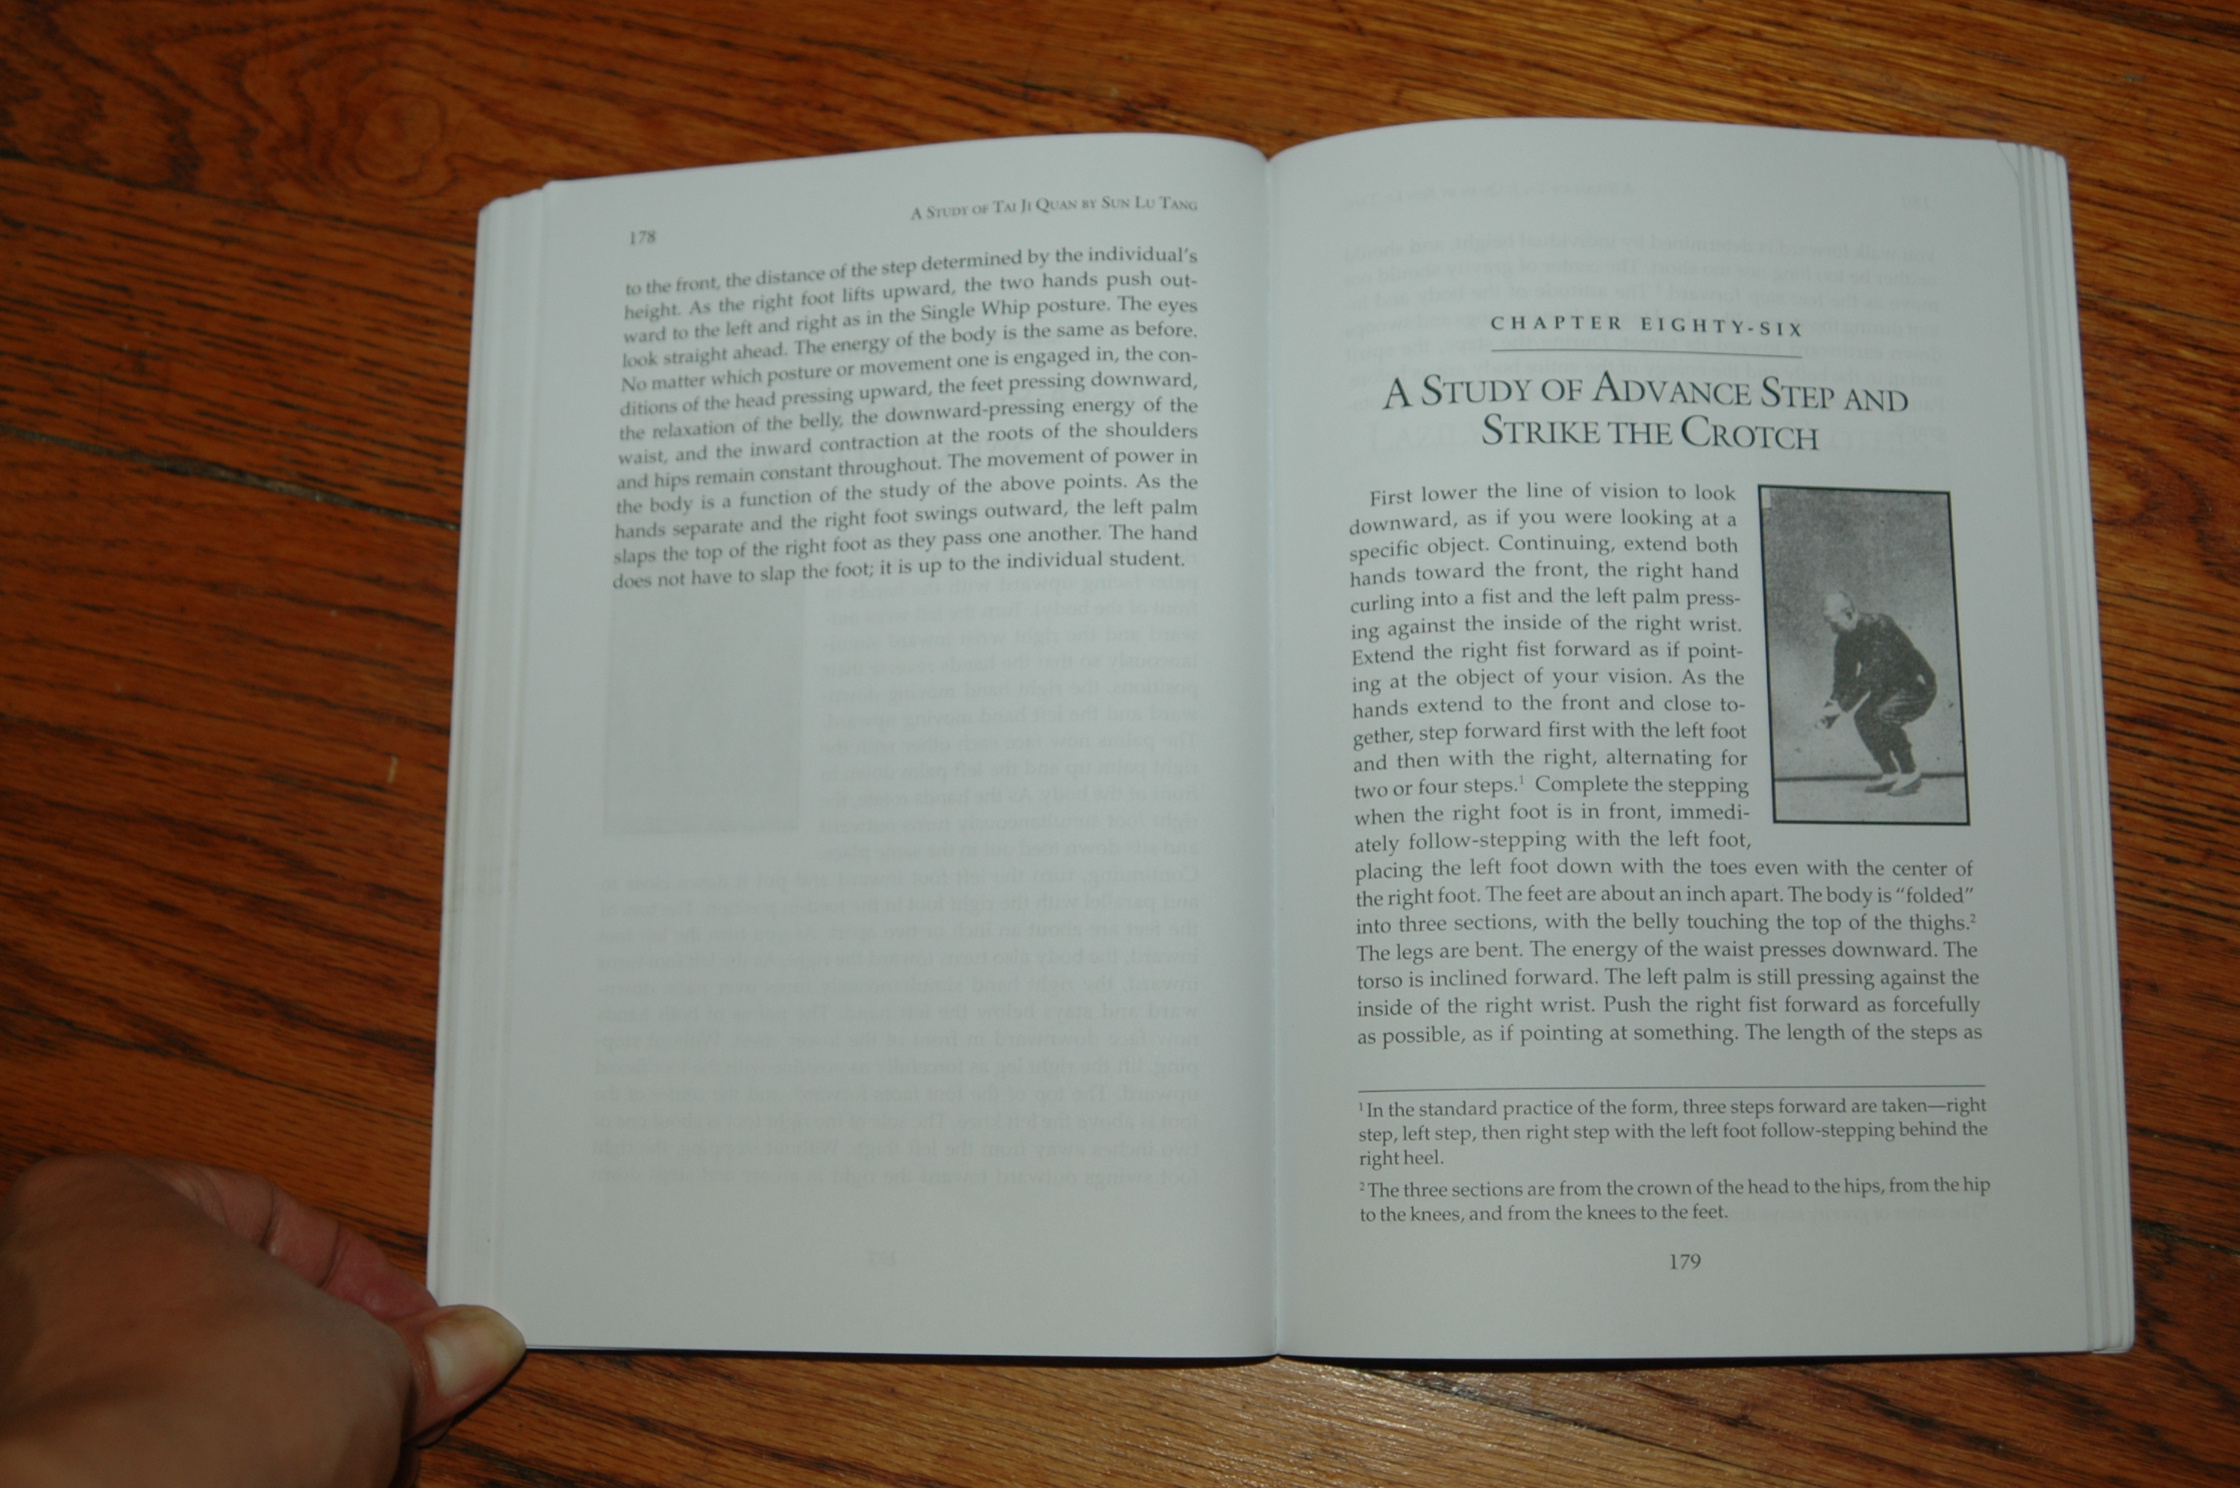 178
A STUDY OF TAI JI QUAN BY SUN LU TANG
to the front, the distance of the step determined by the individual's
height. As the right foot lifts upward, the two hands push out-
ward to the left and right as in the Single Whip posture. The eyes
look straight ahead. The energy of the body is the same as before.
No matter which posture or movement one is engaged in, the con-
ditions of the head pressing upward, the feet pressing downward,
the relaxation of the belly, the downward-pressing energy of the
waist, and the inward contraction at the roots of the shoulders
and hips remain constant throughout. The movement of power in
the body is a function of the study of the above points. As the
hands separate and the right foot swings outward, the left palm
slaps the top of the right foot as they pass one another. The hand
does not have to slap the foot; it is up to the individual student.
CHAPTER EIGHTY-SIX
A STUDY OF ADVANCE STEP AND
STRIKE THE CROTCH
First lower the line of vision to look
downward, as if you were looking at a
specific object. Continuing, extend both
hands toward the front, the right hand
curling into a fist and the left palm press-
ing against the inside of the right wrist.
Extend the right fist forward as if point-
ing at the object of your vision. As the
hands extend to the front and close to-
gether, step forward first with the left foot
and then with the right, alternating for
two or four steps.¹ Complete the stepping
when the right foot is in front, immedi-
ately follow-stepping with the left foot,
placing the left foot down with the toes even with the center of
the right foot. The feet are about an inch apart. The body is "folded"
into three sections, with the belly touching the top of the thighs.²
The legs are bent. The energy of the waist presses downward. The
torso is inclined forward. The left palm is still pressing against the
inside of the right wrist. Push the right fist forward as forcefully
as possible, as if pointing at something. The length of the steps as
¹ In the standard practice of the form, three steps forward are taken—right
step, left step, then right step with the left foot follow-stepping behind the
right heel.
² The three sections are from the crown of the head to the hips, from the hip
to the knees, and from the knees to the feet.
179